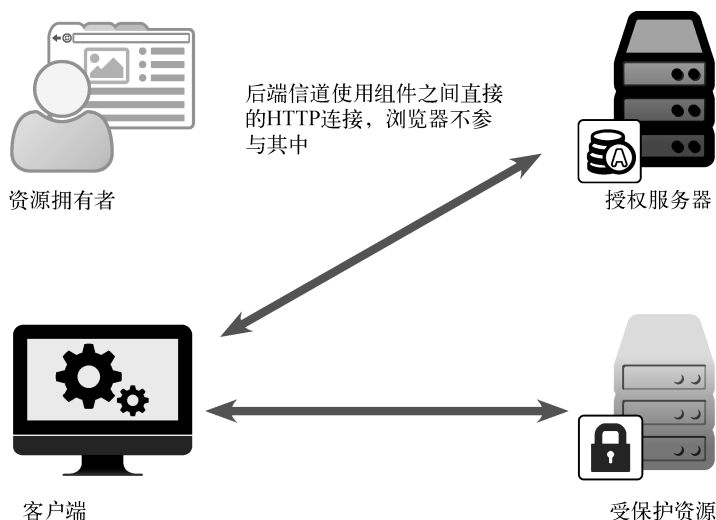 后端信道使用组件之间直接
的HTTP连接，浏览器不参
与其中
资源拥有者
授权服务器
A
客户端
受保护资源